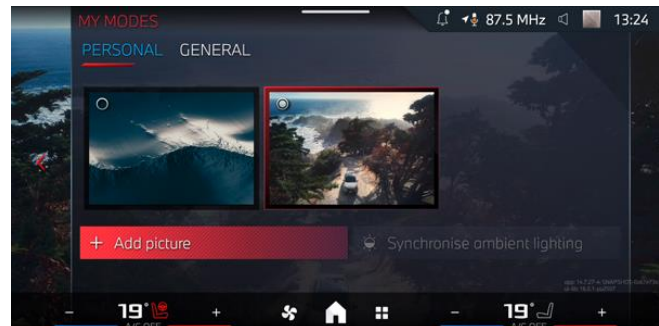 MY MODES
87.5 MHz
13:24
PERSONAL GENERAL
+ Add picture
Synchronise ambient lighting
- 19° +
- 19° +
A/C OFF
A/C OFF